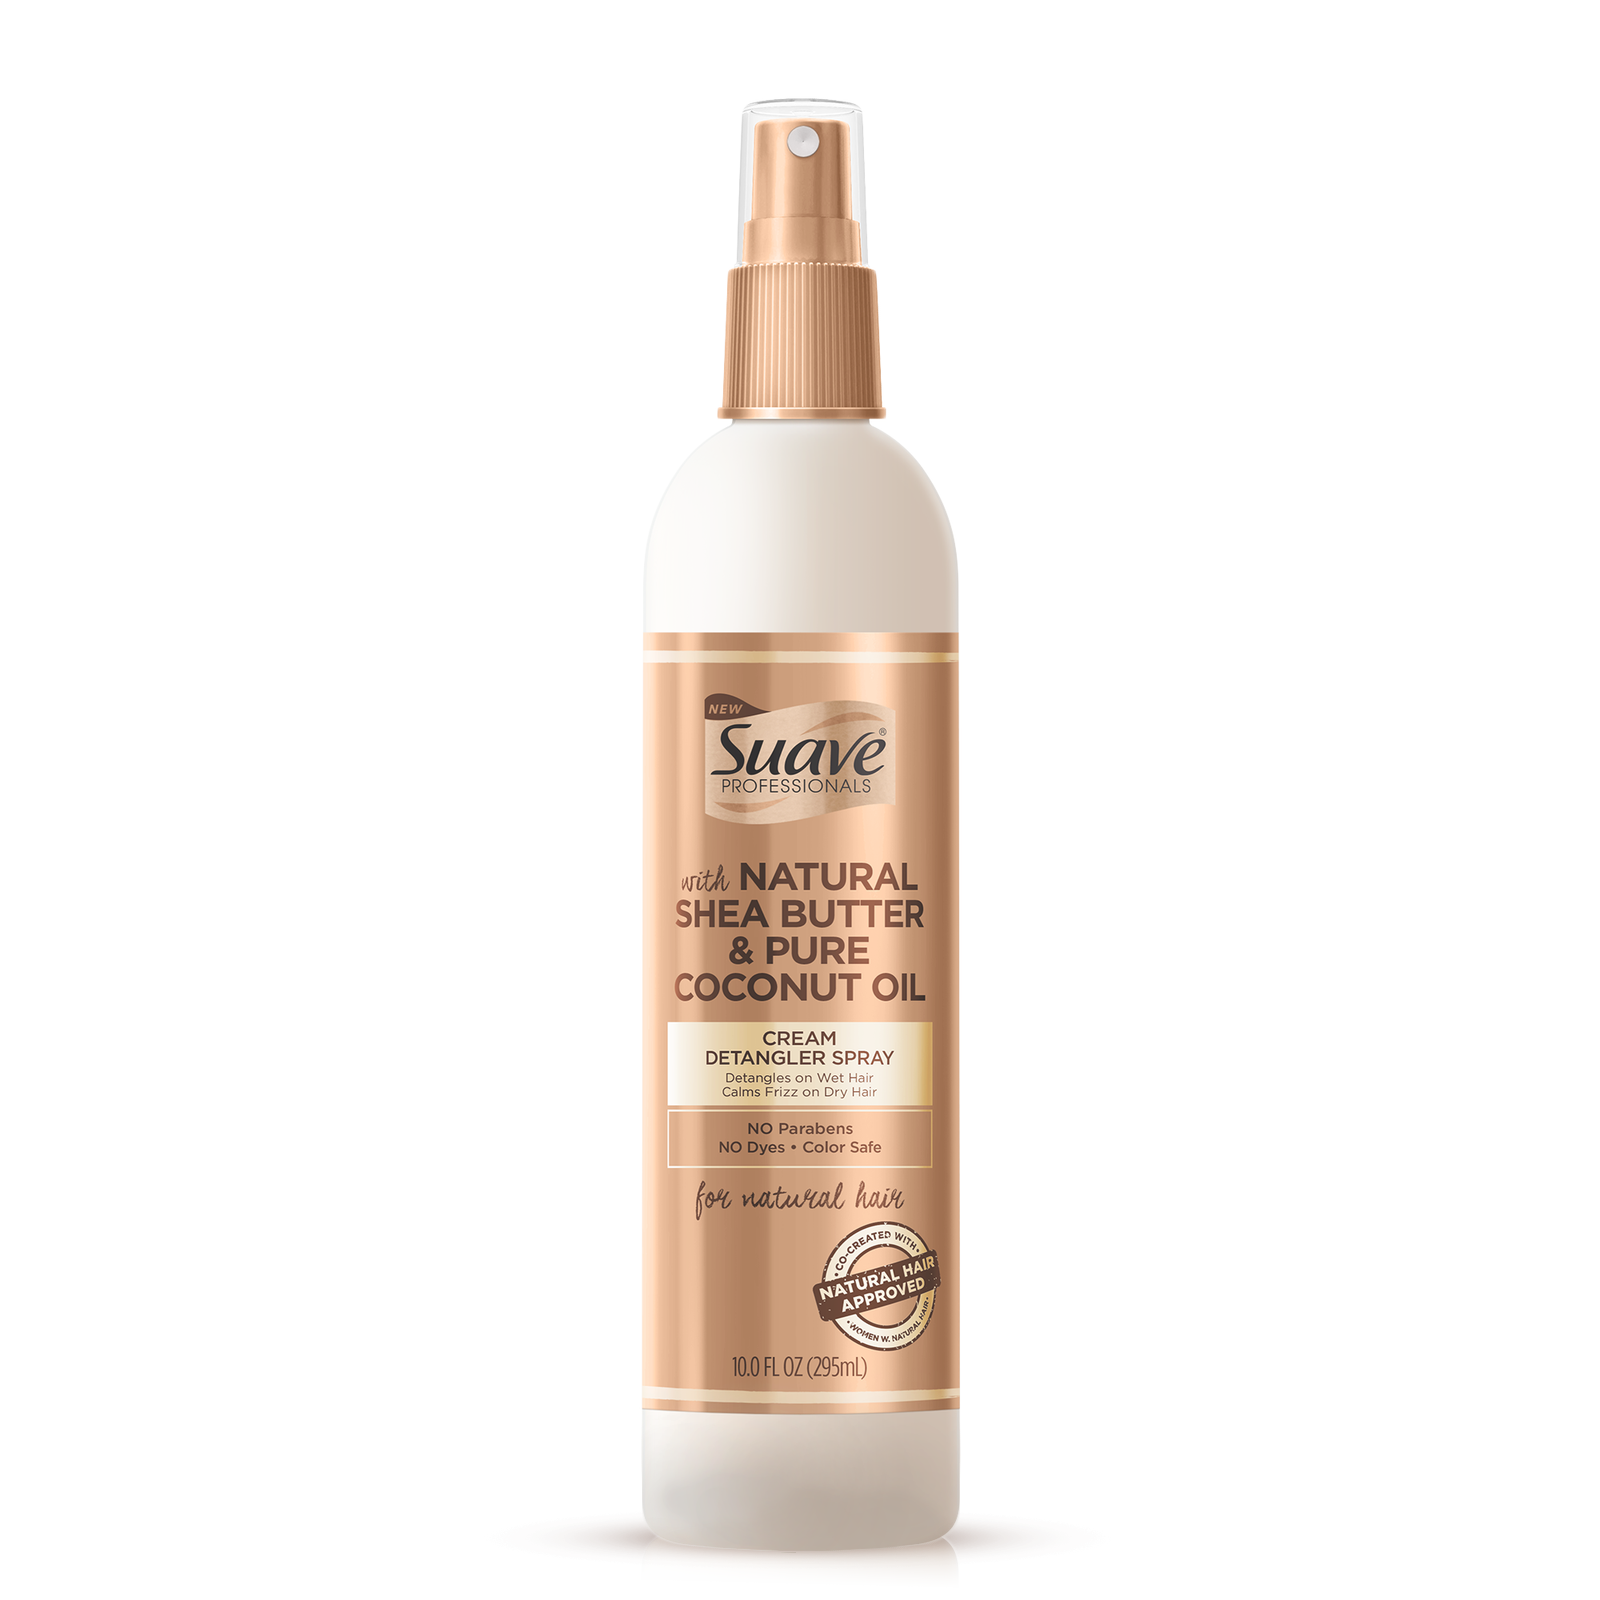 NEW
Suave®
PROFESSIONALS
with NATURAL
SHEA BUTTER
& PURE
COCONUT OIL
CREAM
DETANGLER SPRAY
Detangles on Wet Hair
Calms Frizz on Dry Hair
NO Parabens
NO Dyes • Color Safe
for natural hair
• CO-CREATED WITH •
NATURAL HAIR
APPROVED
• WOMEN W. NATURAL HAIR •
10.0 FL OZ (295mL)